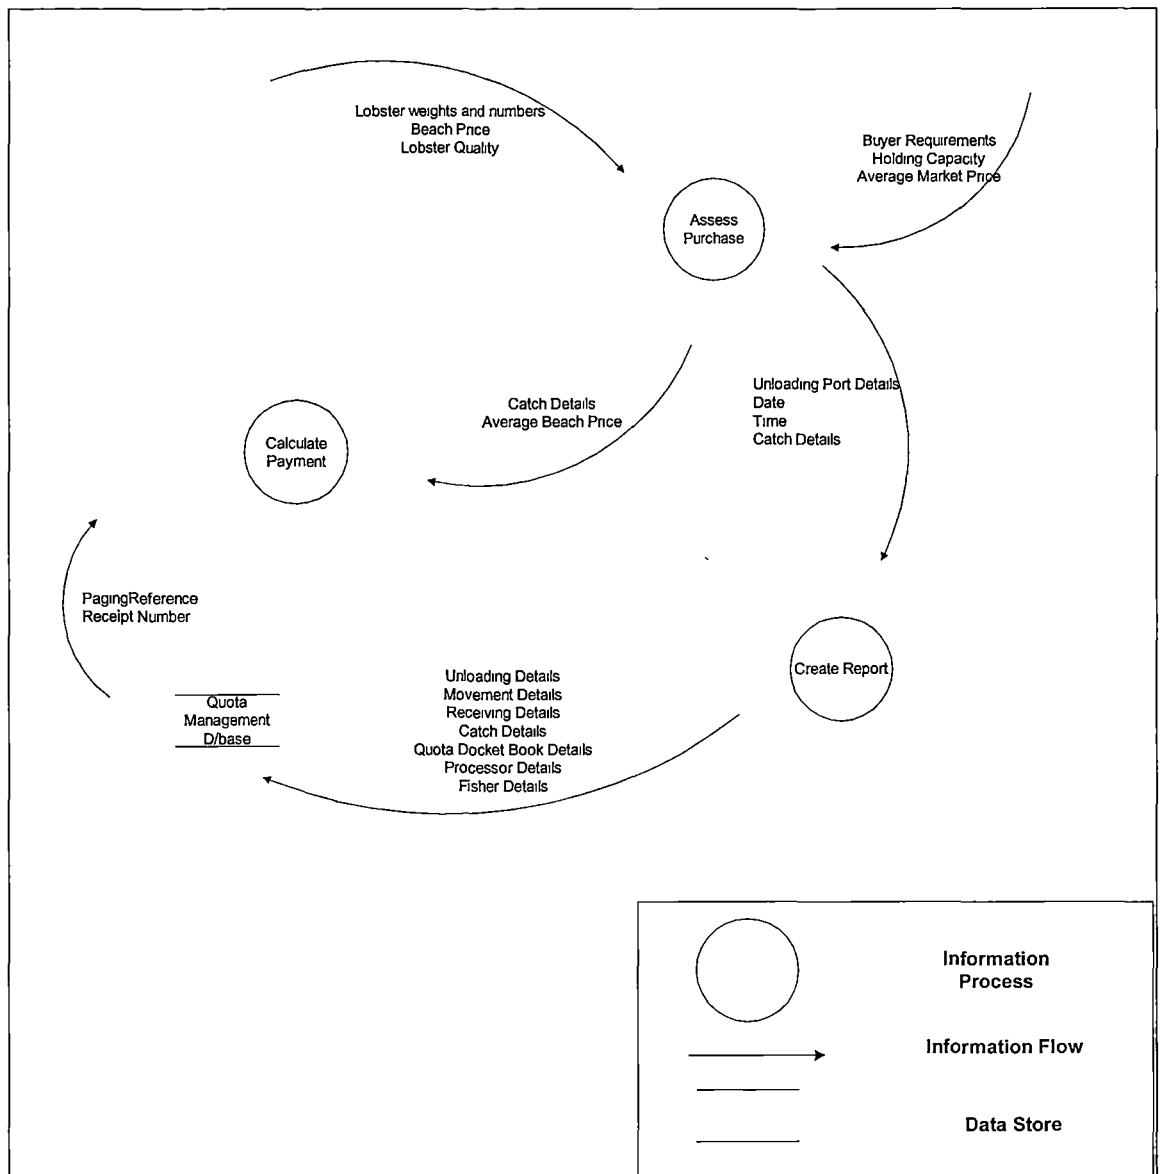 Lobster weights and numbers
Beach Price
Lobster Quality
Buyer Requirements
Holding Capacity
Average Market Price
Assess
Purchase
Catch Details
Average Beach Price
Unloading Port Details
Date
Time
Catch Details
Calculate
Payment
PagingReference
Receipt Number
Create Report
Quota
Management
D/base
Unloading Details
Movement Details
Receiving Details
Catch Details
Quota Docket Book Details
Processor Details
Fisher Details
Information
Process
Information Flow
Data Store